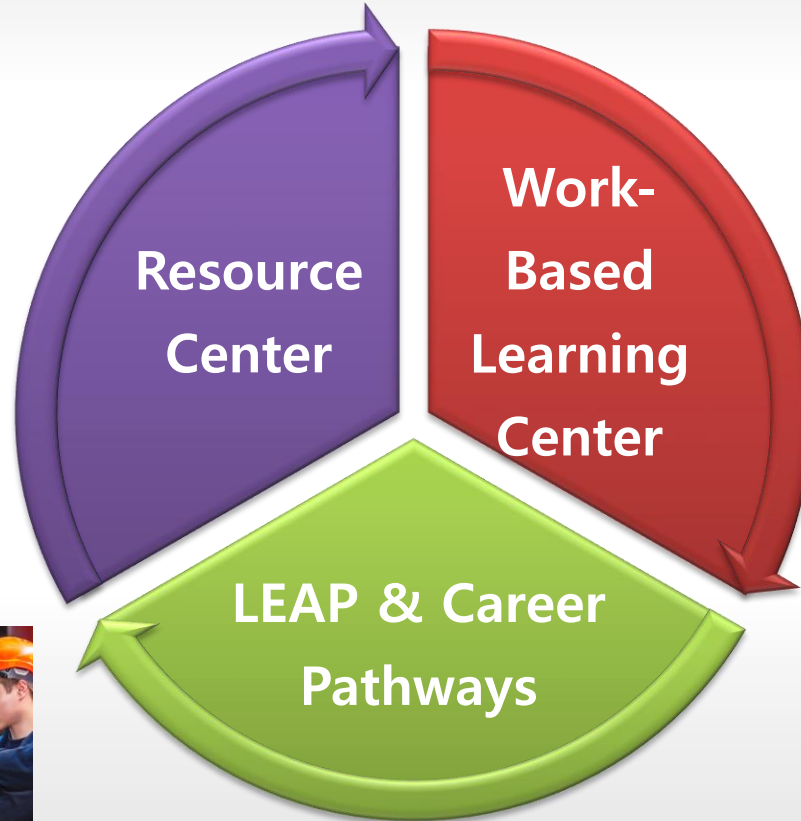 Resource
Center
Work-
Based
Learning
Center
LEAP & Career
Pathways